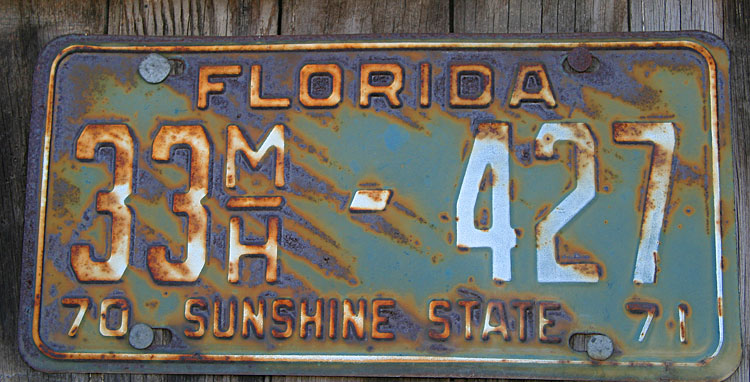 FLORIDA
33 M/H - 427
70 SUNSHINE STATE 71